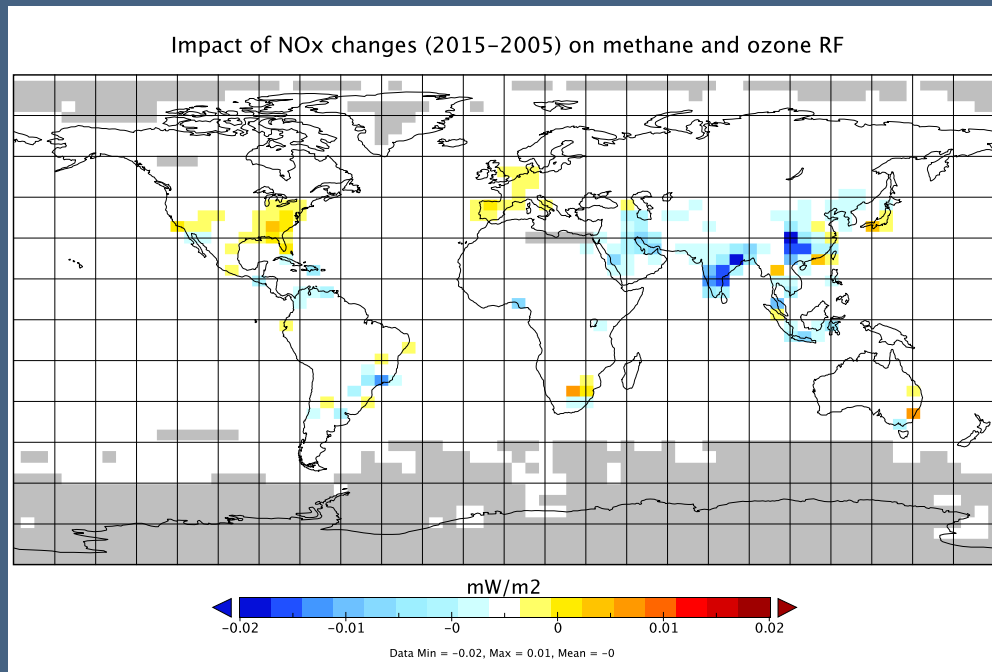 Impact of NOx changes (2015-2005) on methane and ozone RF
mW/m2
-0.02 -0.01 -0 0 0.01 0.02
Data Min = -0.02, Max = 0.01, Mean = -0